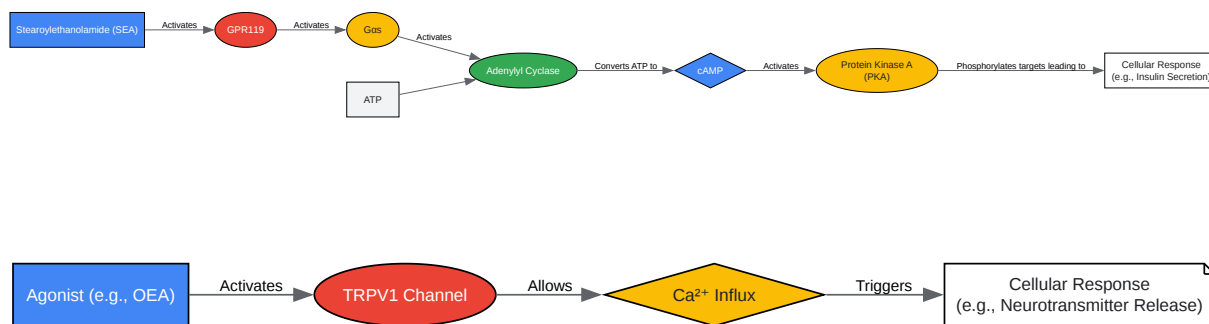 Stearoylethanolamide (SEA)
Activates
GPR119
Activates
Gαs
Activates
ATP
Adenylyl Cyclase
Converts ATP to
cAMP
Activates
Protein Kinase A
(PKA)
Phosphorylates targets leading to
Cellular Response
(e.g., Insulin Secretion)
Agonist (e.g., OEA)
Activates
TRPV1 Channel
Allows
Ca²⁺ Influx
Triggers
Cellular Response
(e.g., Neurotransmitter Release)